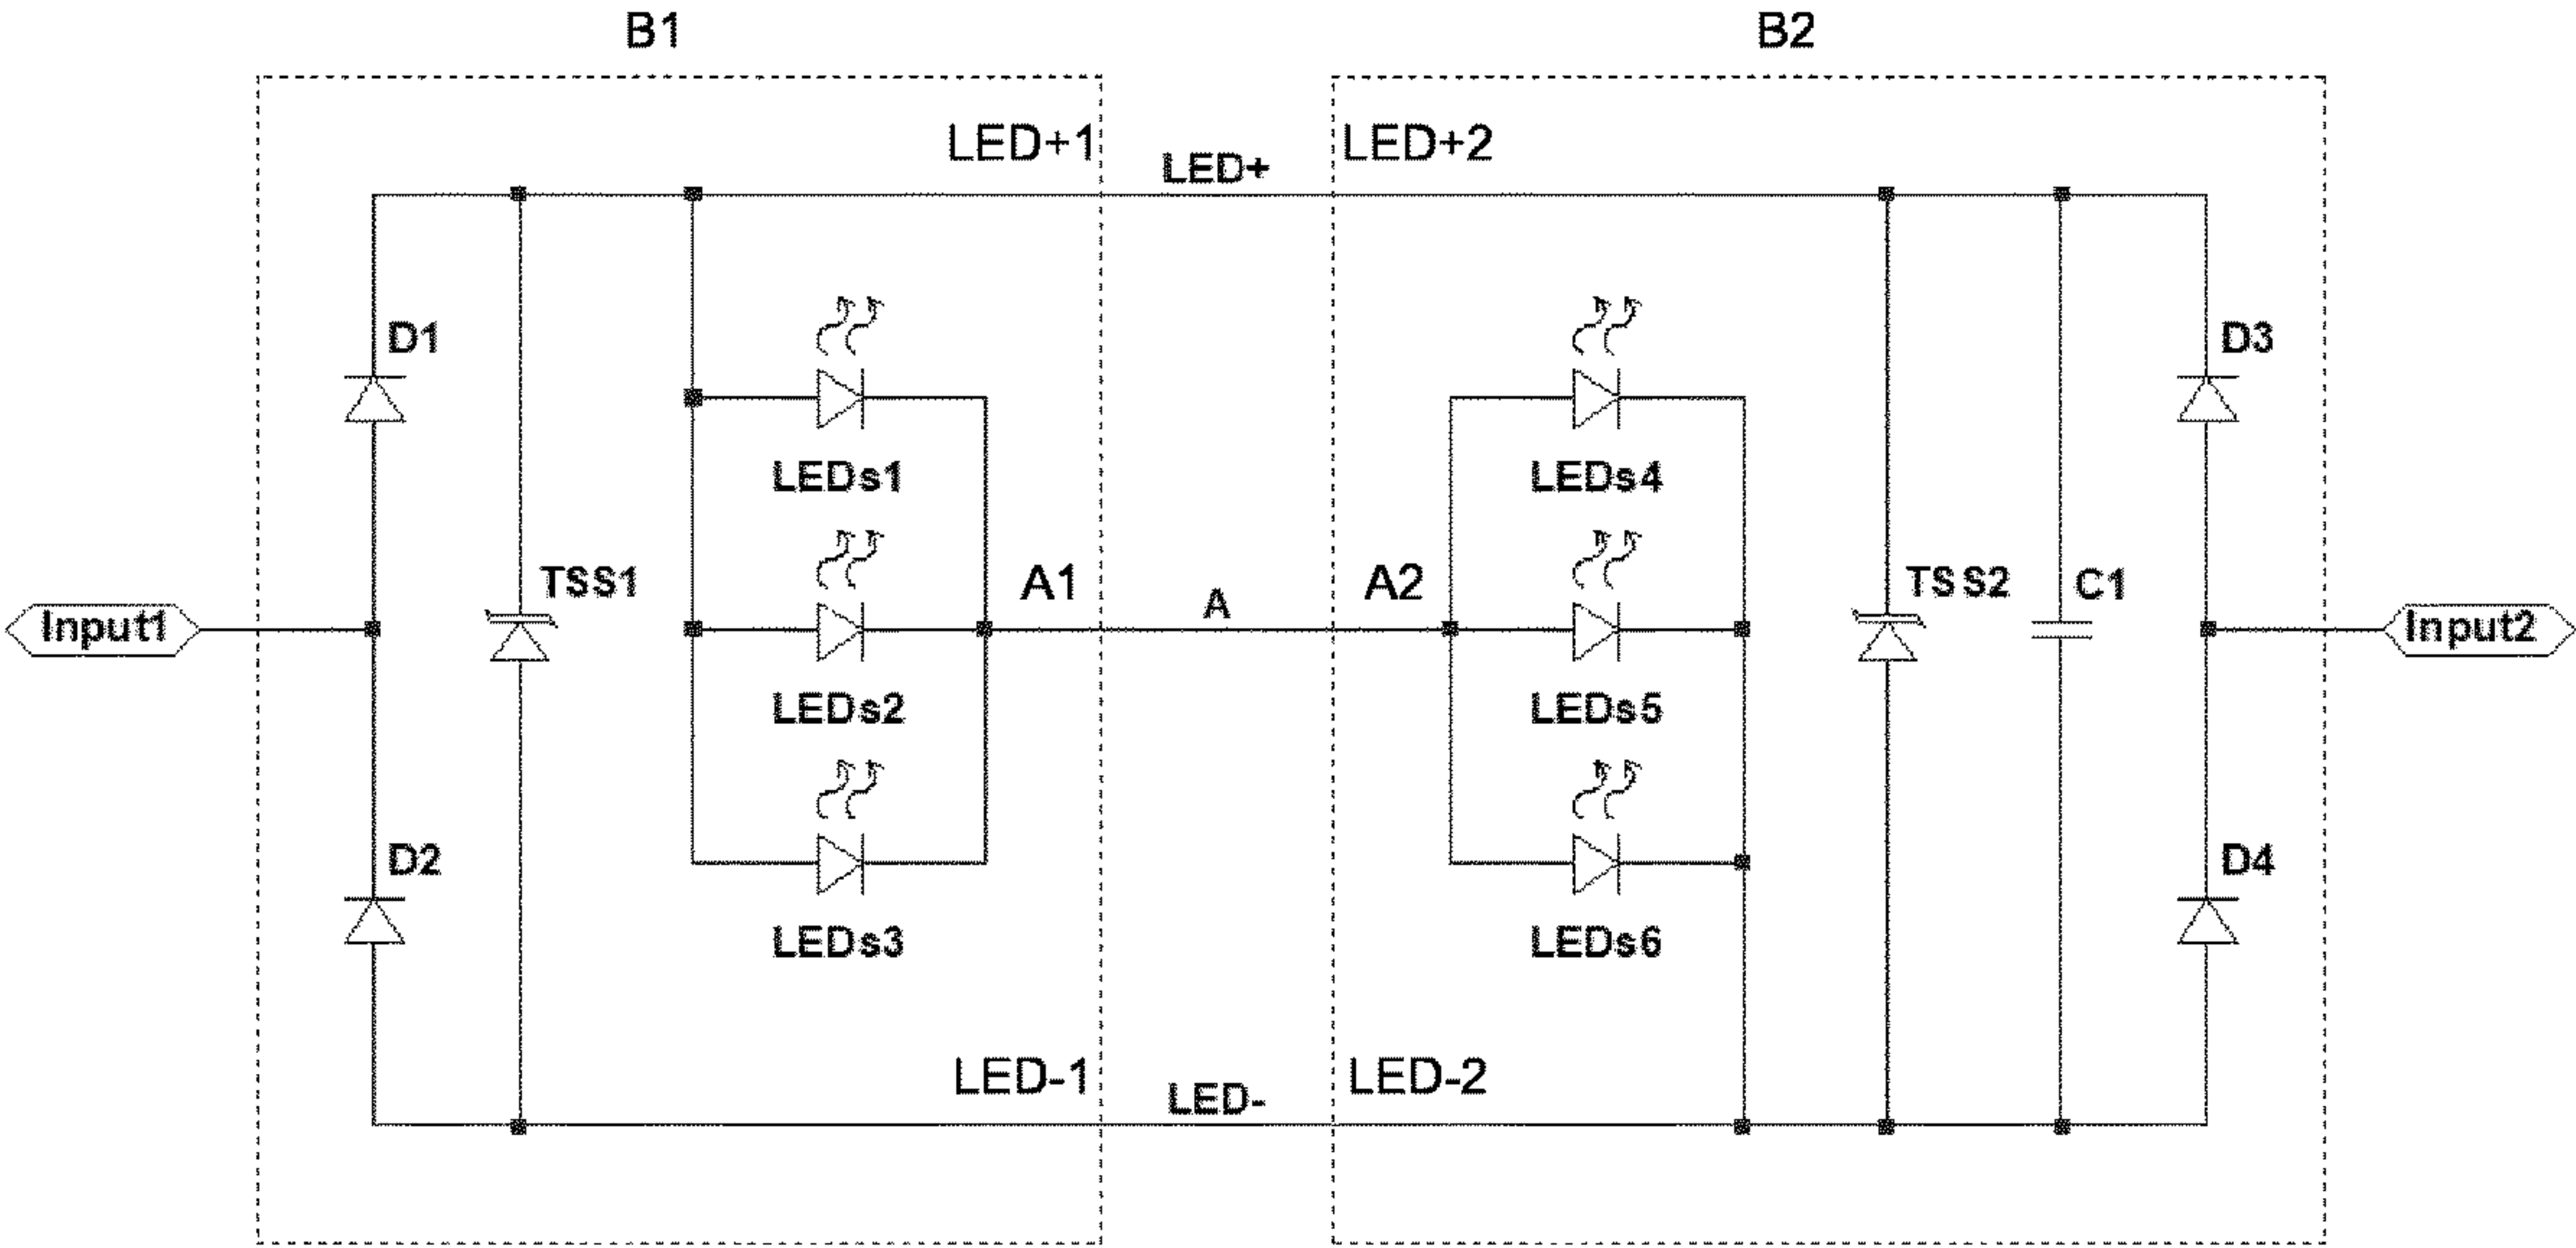 B1
B2
LED+1
LED+
LED+2
D1
D3
LEDs1
LEDs4
TSS1
A1
A
A2
TSS2
C1
Input1
Input2
LEDs2
LEDs5
D2
D4
LEDs3
LEDs6
LED-1
LED-
LED-2